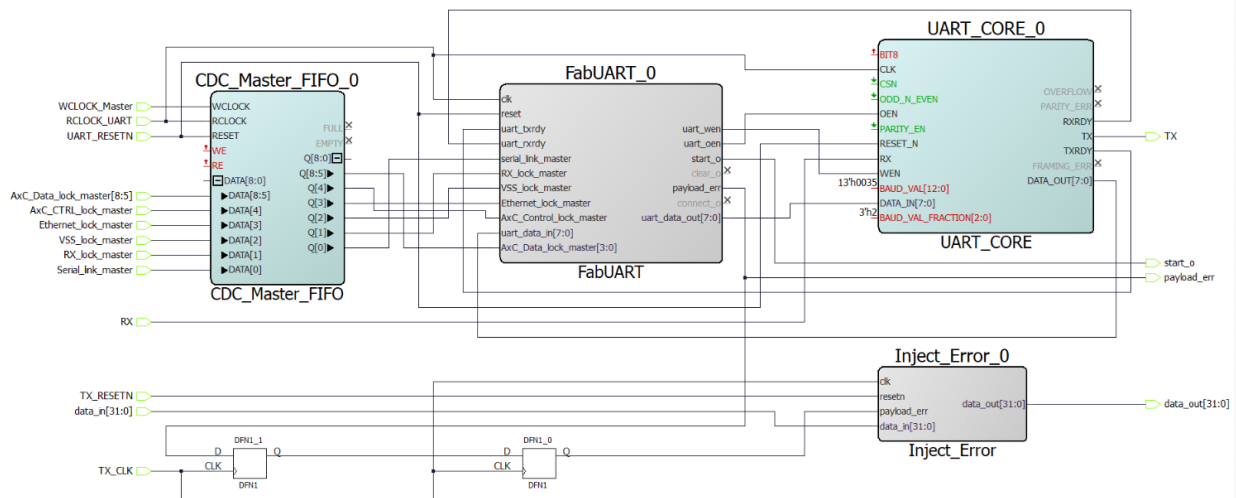 UART_CORE_0
CDC_Master_FIFO_0
FabUART_0
WCLOCK_Master
RCLOCK_UART
UART_RESETN
AxC_Data_lock_master[8:5]
AxC_CTRL_lock_master
Ethernet_lock_master
VSS_lock_master
RX_lock_master
Serial_link_master
WCLOCK
RCLOCK
RESET
WE
RE
DATA[8:0]
DATA[8:5]
DATA[4]
DATA[3]
DATA[2]
DATA[1]
DATA[0]
FULL
EMPTY
Q[8:0]
Q[8:5]
Q[4]
Q[3]
Q[2]
Q[1]
Q[0]
CDC_Master_FIFO
clk
reset
uart_txrdy
uart_rxrdy
serial_link_master
RX_lock_master
VSS_lock_master
Ethernet_lock_master
AxC_Control_lock_master
uart_data_in[7:0]
AxC_Data_lock_master[3:0]
uart_wen
uart_oen
start_o
clear_o
payload_err
connect_o
uart_data_out[7:0]
FabUART
BIT8
CLK
CSN
ODD_N_EVEN
OEN
PARITY_EN
RESET_N
RX
WEN
13'h0035
BAUD_VAL[12:0]
DATA_IN[7:0]
3'h2
BAUD_VAL_FRACTION[2:0]
OVERFLOW
PARITY_ERR
RXRDY
TX
TXRDY
FRAMING_ERR
DATA_OUT[7:0]
UART_CORE
TX
start_o
payload_err
RX
Inject_Error_0
TX_RESETN
data_in[31:0]
clk
resetn
payload_err
data_in[31:0]
data_out[31:0]
data_out[31:0]
Inject_Error
DFN1_1
D
Q
CLK
DFN1
DFN1_0
D
Q
CLK
DFN1
TX_CLK